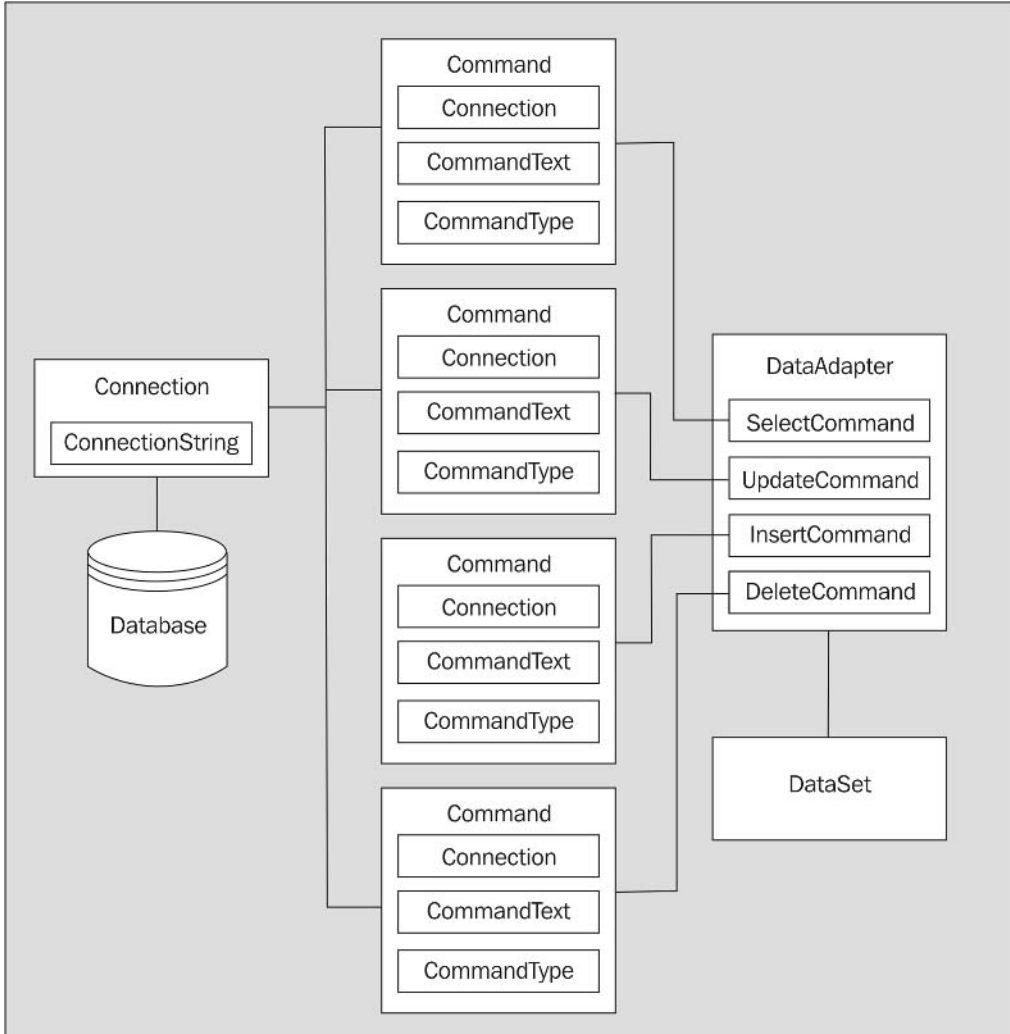 Connection
ConnectionString
Database
Command
Connection
CommandText
CommandType
Command
Connection
CommandText
CommandType
Command
Connection
CommandText
CommandType
Command
Connection
CommandText
CommandType
DataAdapter
SelectCommand
UpdateCommand
InsertCommand
DeleteCommand
DataSet